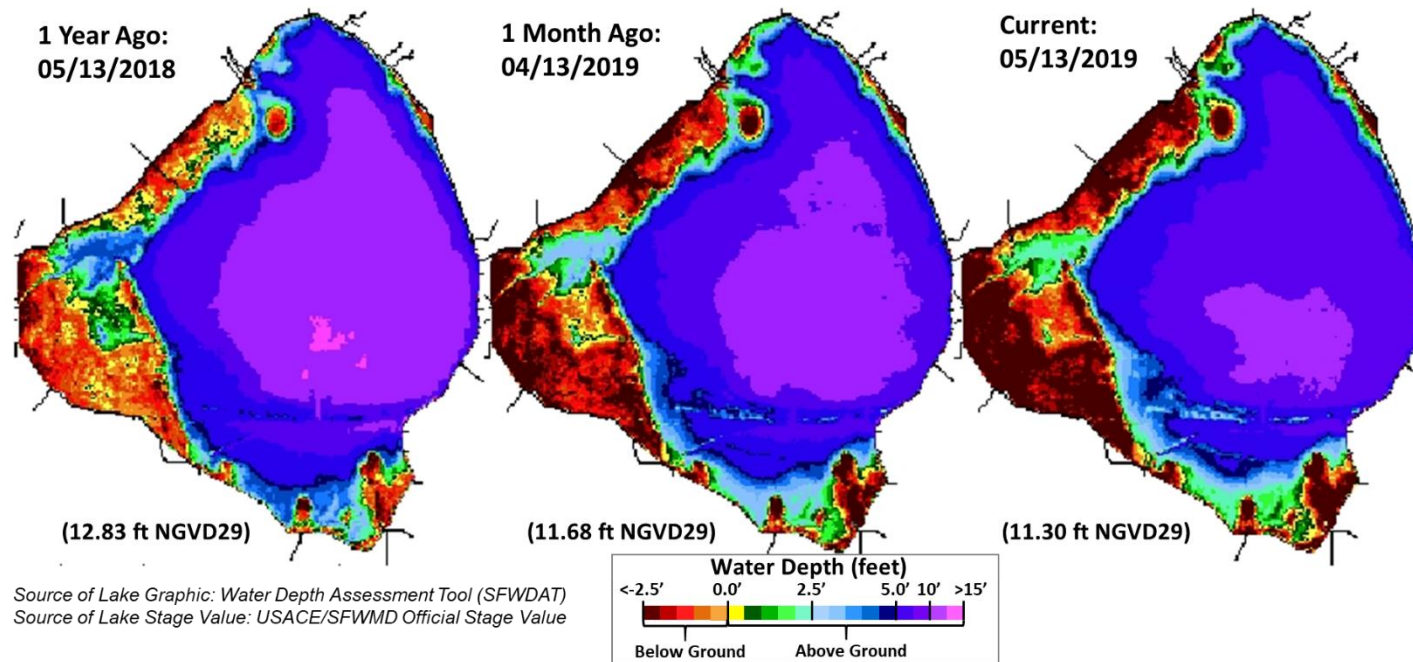 1 Year Ago:
05/13/2018
1 Month Ago:
04/13/2019
Current:
05/13/2019
(12.83 ft NGVD29)
(11.68 ft NGVD29)
(11.30 ft NGVD29)
Source of Lake Graphic: Water Depth Assessment Tool (SFWDAT)
Source of Lake Stage Value: USACE/SFWMD Official Stage Value
Water Depth (feet)
<-2.5’ 0.0’ 2.5’ 5.0’ 10’ >15’
Below Ground Above Ground